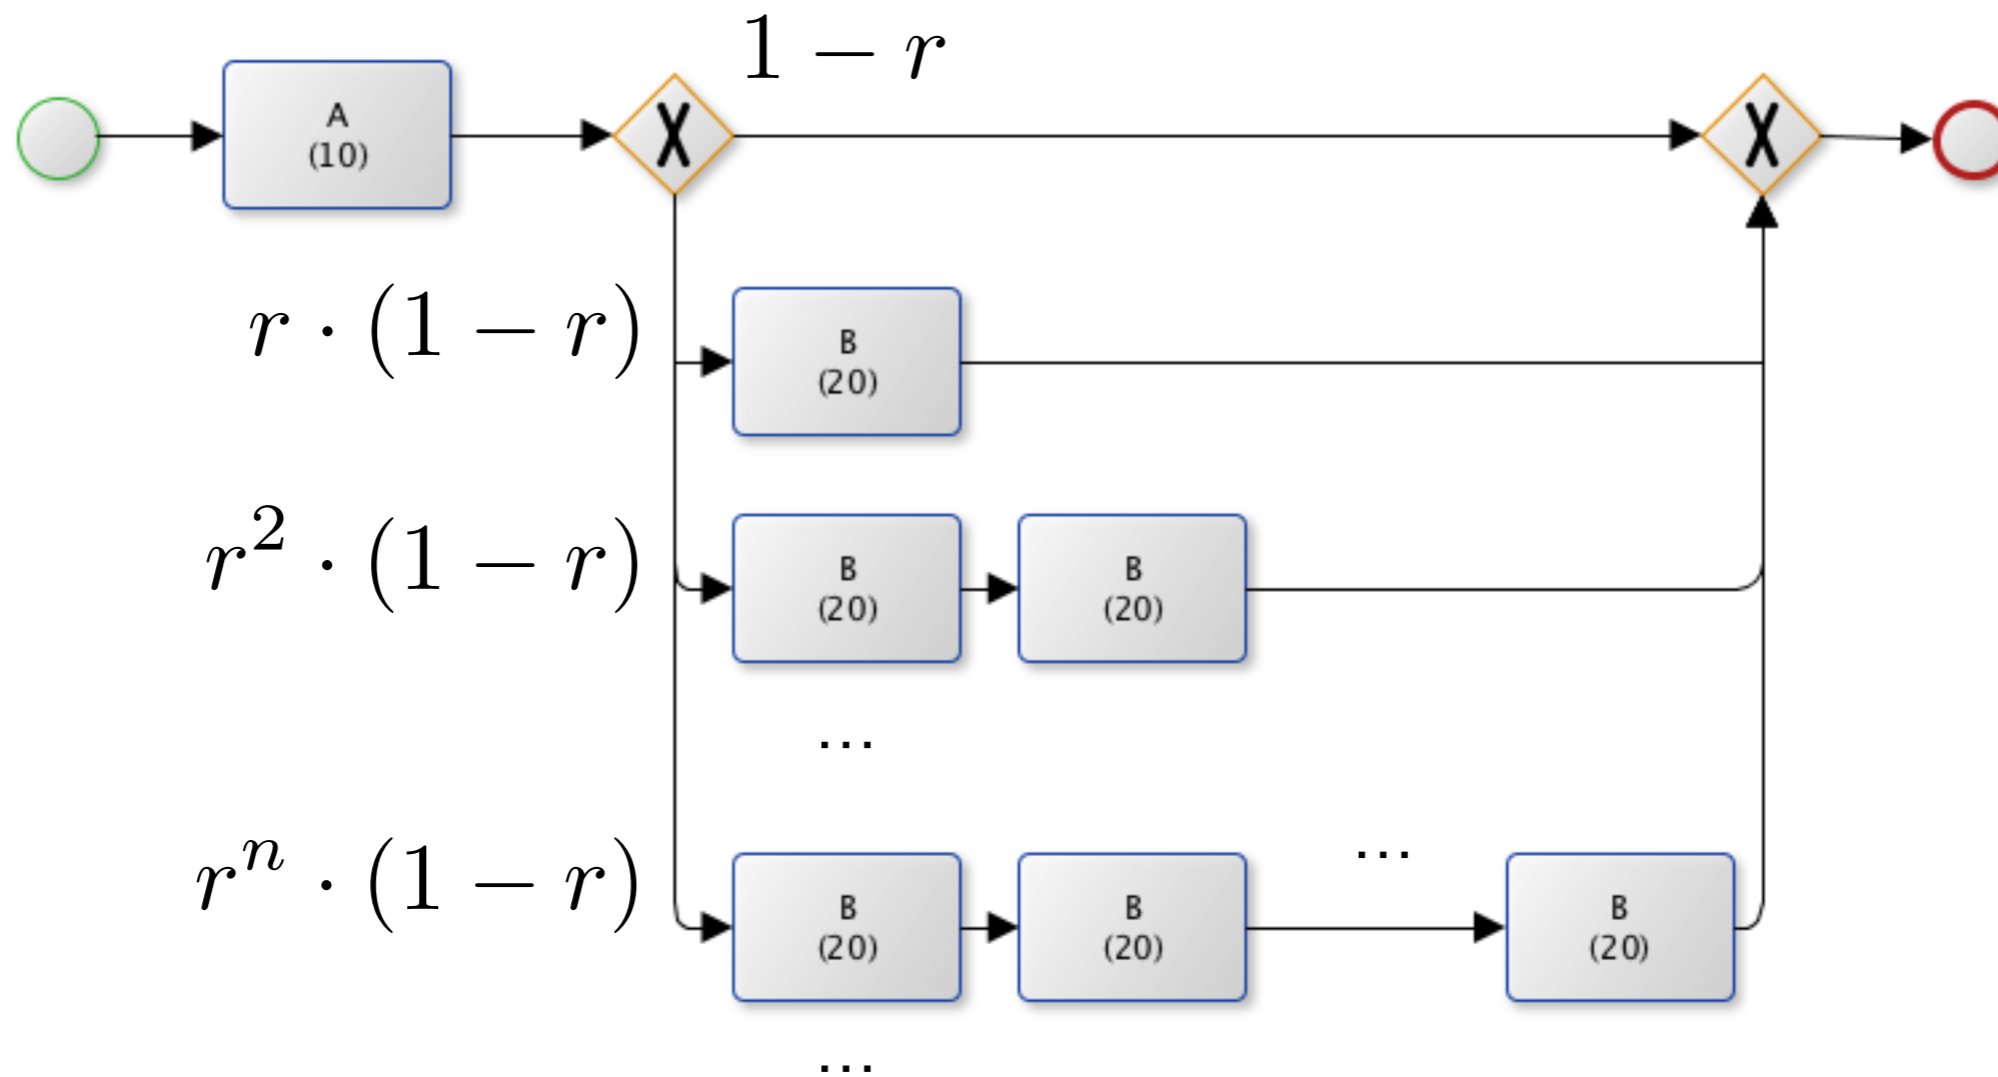 1 − r
A
(10)
X
X
r · (1 − r)
B
(20)
r² · (1 − r)
B
(20)
B
(20)
...
rⁿ · (1 − r)
...
B
(20)
B
(20)
B
(20)
...